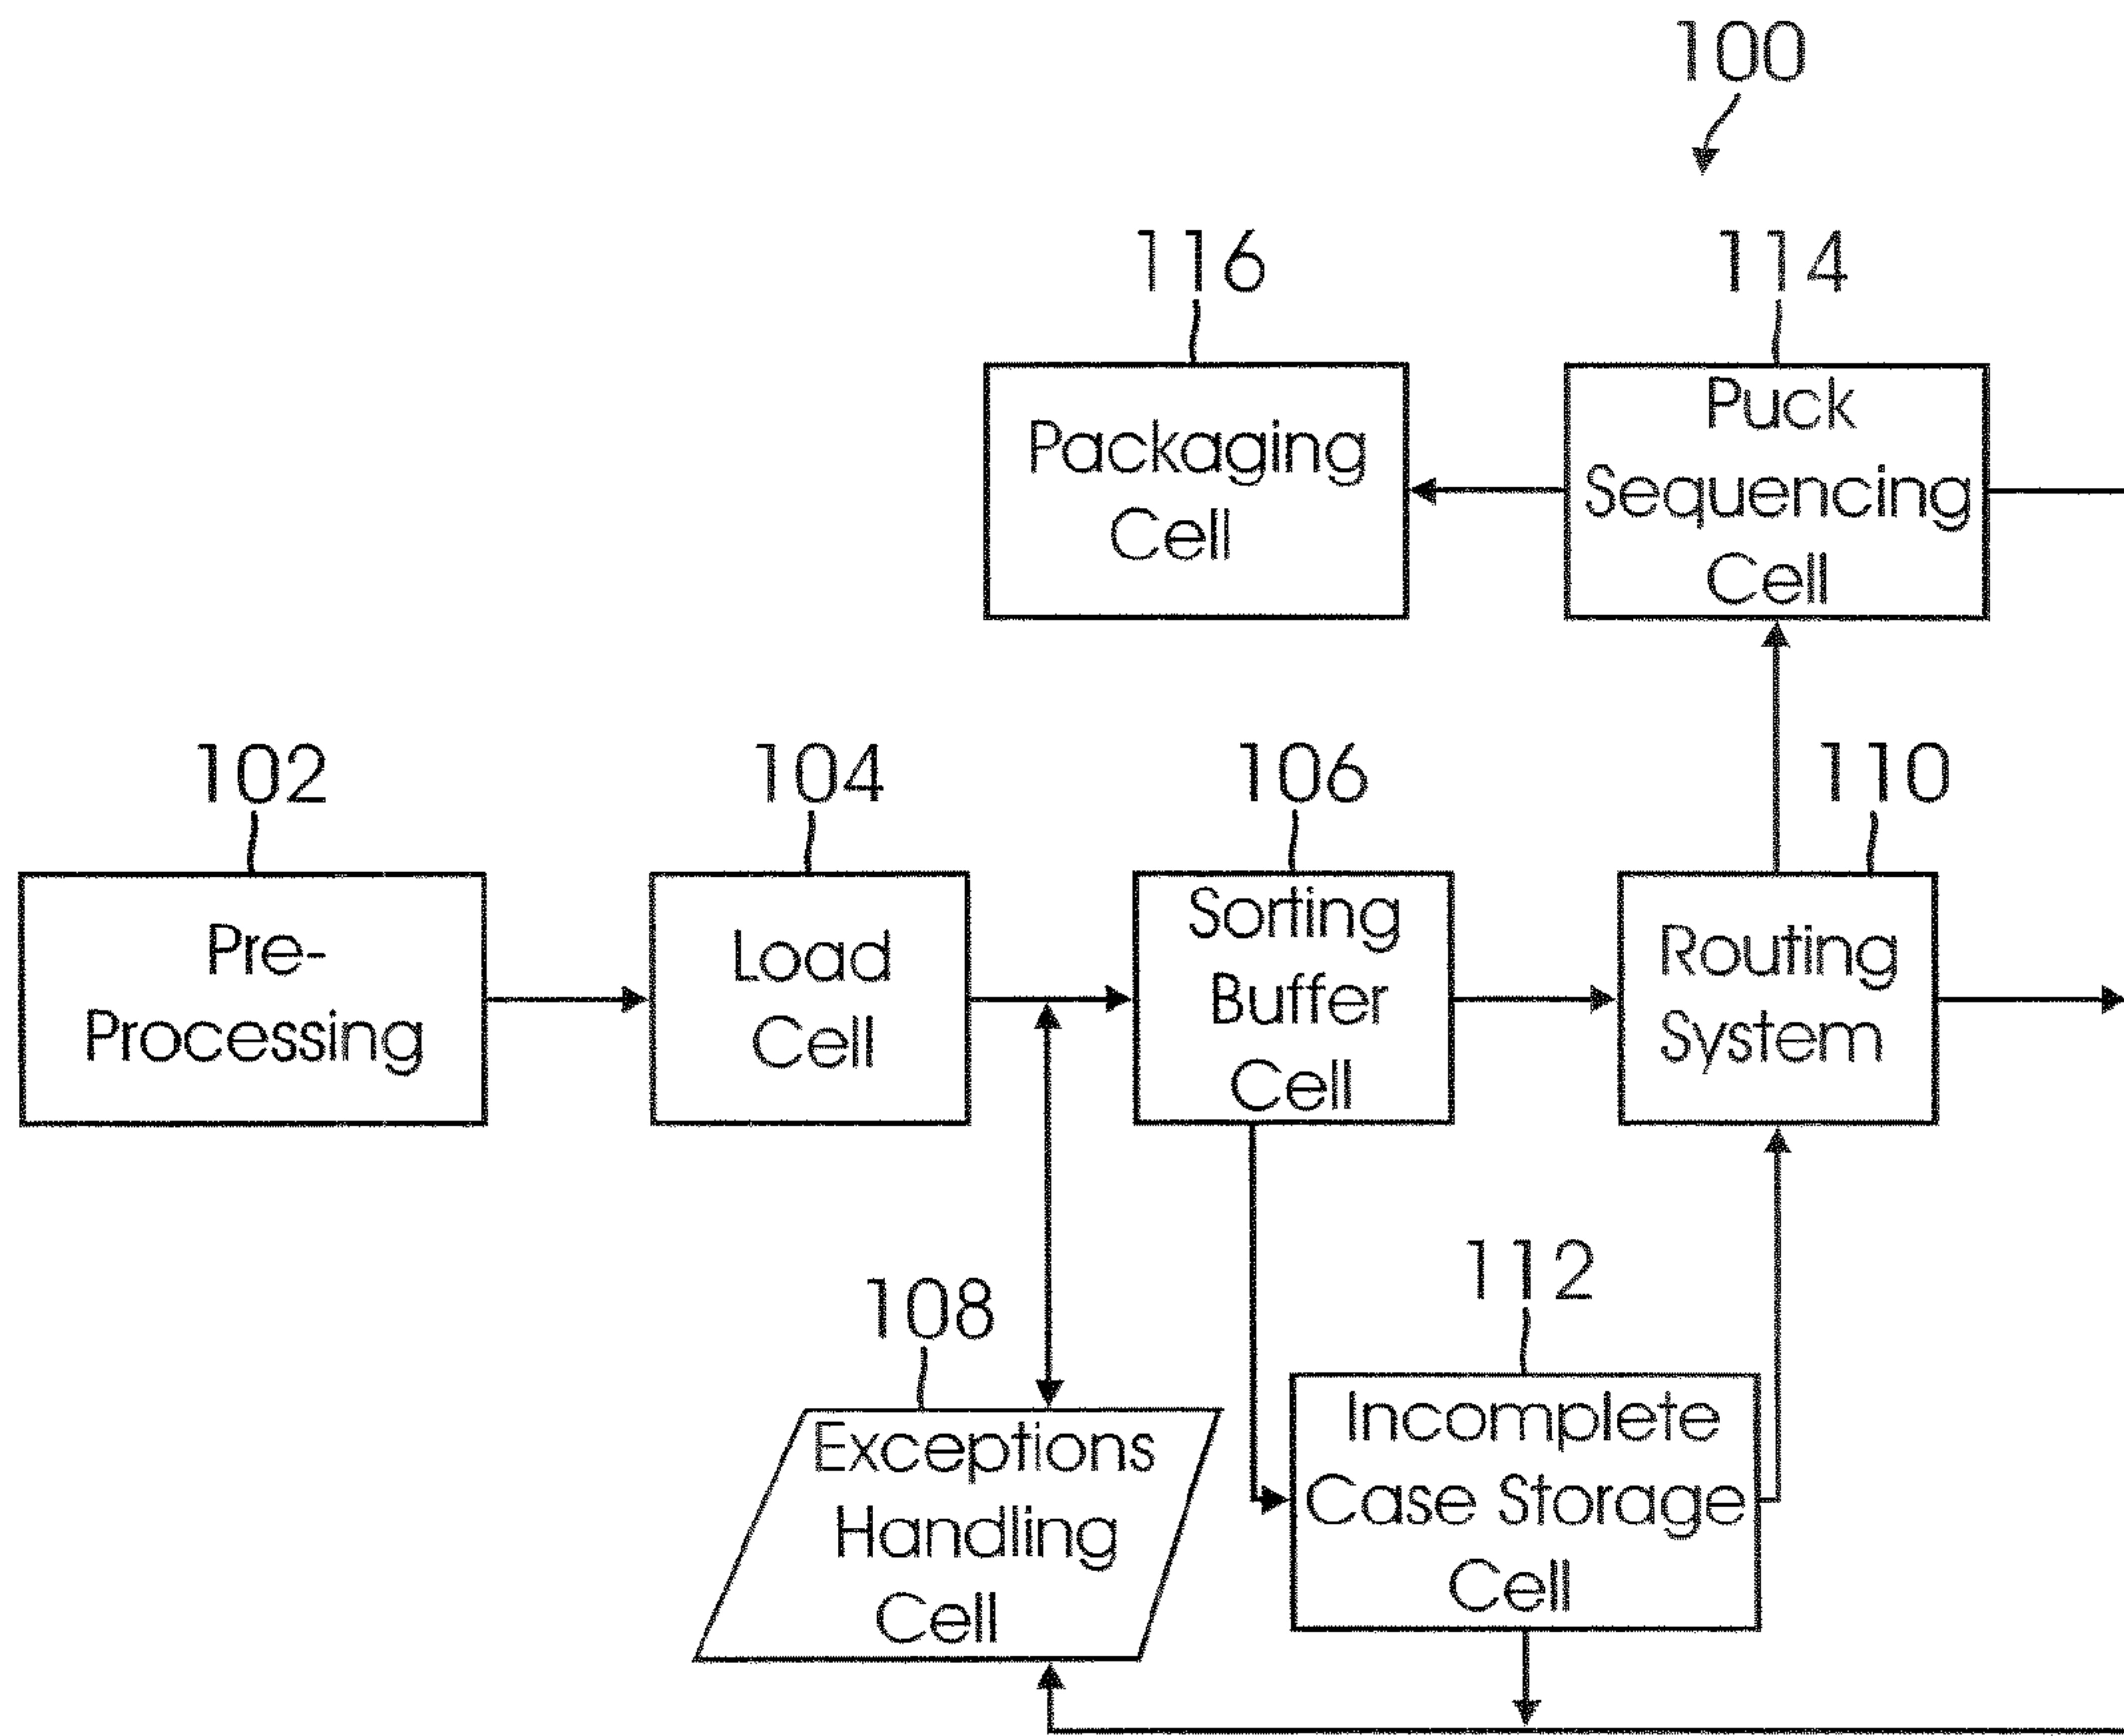 100
116
114
Packaging
Cell
Puck
Sequencing
Cell
102
104
106
110
Pre-
Processing
Load
Cell
Sorting
Buffer
Cell
Routing
System
108
112
Exceptions
Handling
Cell
Incomplete
Case Storage
Cell